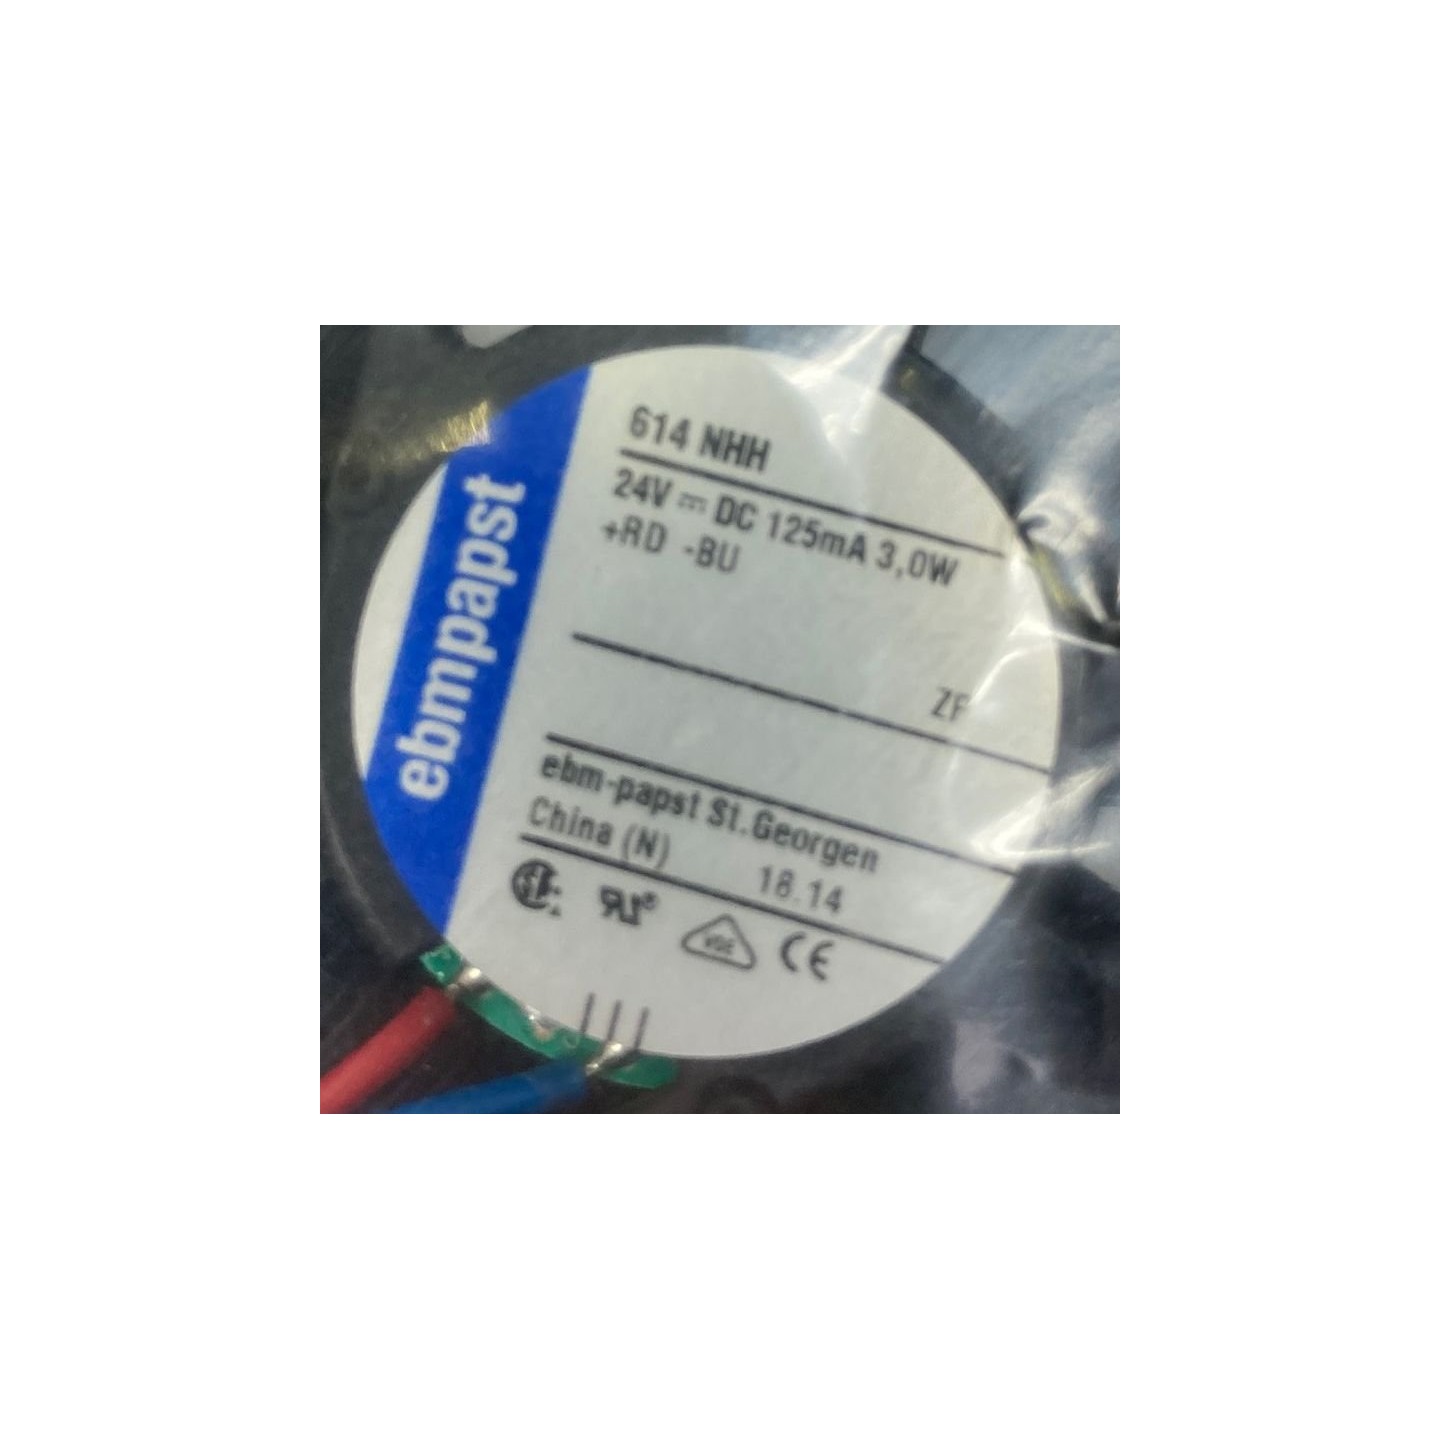 ebmpapst
614 NHH
24V ⎓ DC 125mA 3,0W
+RD -BU
ZF
ebm-papst St.Georgen
China (N) 18.14
VDE CE